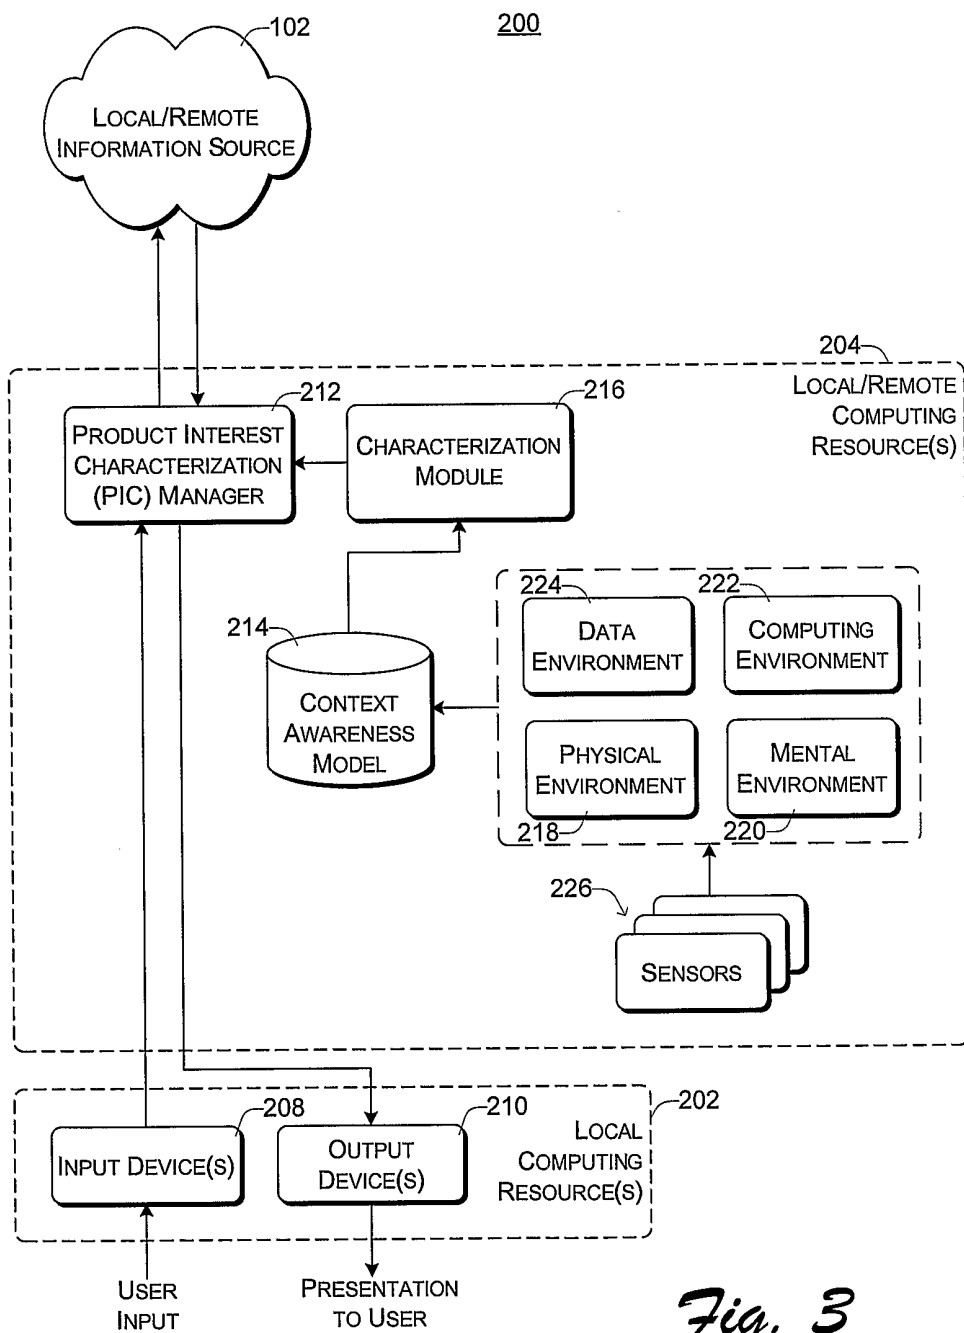 200
102
LOCAL/REMOTE
INFORMATION SOURCE
204
LOCAL/REMOTE
COMPUTING
RESOURCE(S)
212
PRODUCT INTEREST
CHARACTERIZATION
(PIC) MANAGER
216
CHARACTERIZATION
MODULE
214
CONTEXT
AWARENESS
MODEL
224
DATA
ENVIRONMENT
222
COMPUTING
ENVIRONMENT
PHYSICAL
ENVIRONMENT
218
MENTAL
ENVIRONMENT
220
226
SENSORS
202
LOCAL
COMPUTING
RESOURCE(S)
208
INPUT DEVICE(S)
210
OUTPUT
DEVICE(S)
USER
INPUT
PRESENTATION
TO USER
Fig. 3